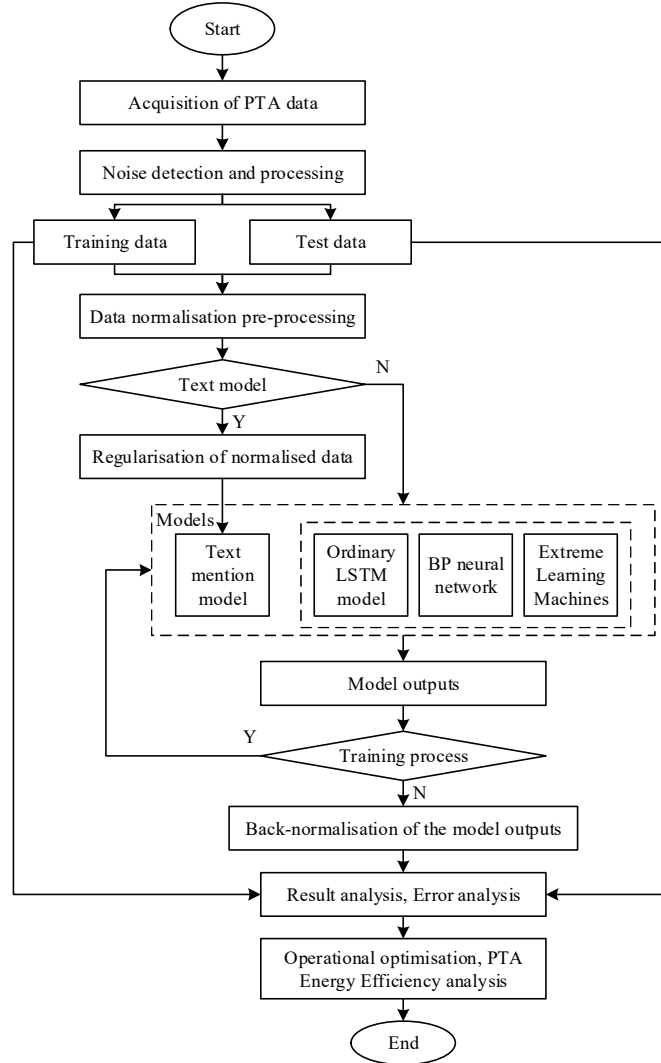 Start
Acquisition of PTA data
Noise detection and processing
Training data
Test data
Data normalisation pre-processing
Text model
N
Y
Regularisation of normalised data
Models
Text
mention
model
Ordinary
LSTM
model
BP neural
network
Extreme
Learning
Machines
Model outputs
Y
Training process
N
Back-normalisation of the model outputs
Result analysis, Error analysis
Operational optimisation, PTA
Energy Efficiency analysis
End